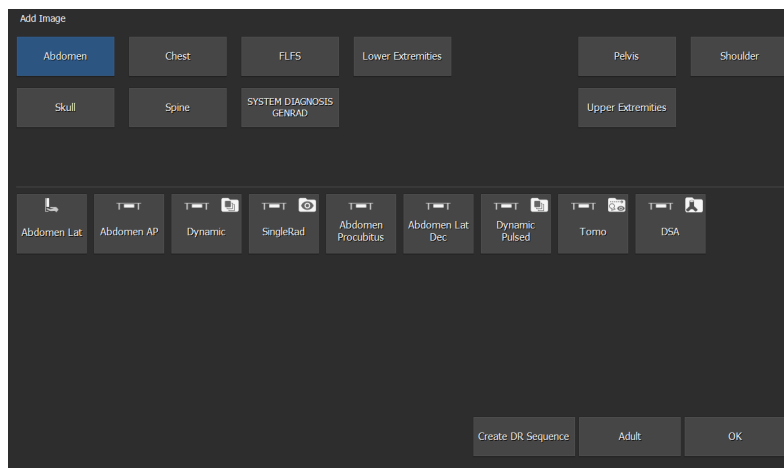 Add Image
Abdomen
Chest
FLFS
Lower Extremities
Pelvis
Shoulder
Skull
Spine
SYSTEM DIAGNOSIS
GENRAD
Upper Extremities
Abdomen Lat
Abdomen AP
Dynamic
SingleRad
Abdomen
Procubitus
Abdomen Lat
Dec
Dynamic
Pulsed
Tomo
DSA
Create DR Sequence
Adult
OK